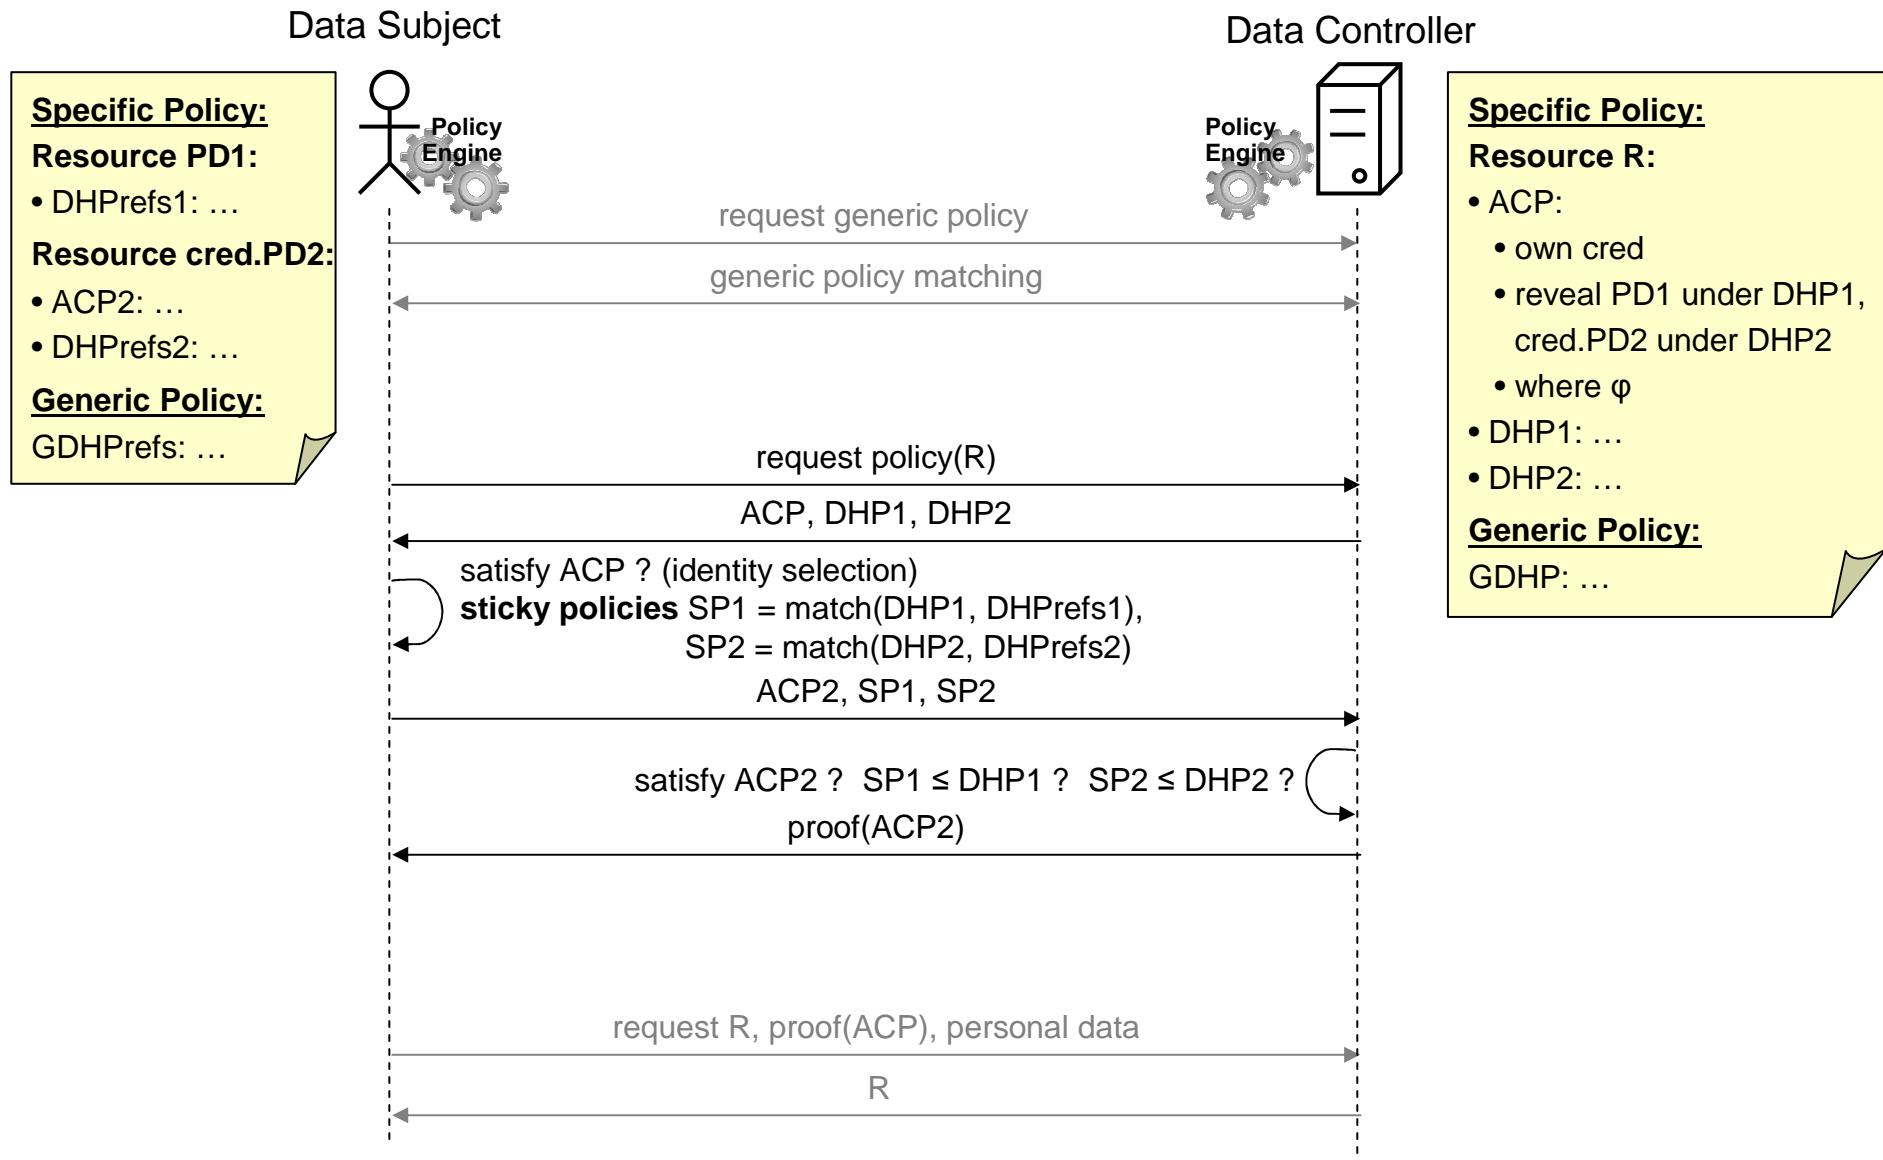 Data Subject
Data Controller
Specific Policy:
Resource PD1:
• DHPrefs1: …
Resource cred.PD2:
• ACP2: …
• DHPrefs2: …
Generic Policy:
GDHPrefs: …
Policy
Engine
Policy
Engine
Specific Policy:
Resource R:
• ACP:
• own cred
• reveal PD1 under DHP1,
cred.PD2 under DHP2
• where φ
• DHP1: …
• DHP2: …
Generic Policy:
GDHP: …
request generic policy
generic policy matching
request policy(R)
ACP, DHP1, DHP2
satisfy ACP ? (identity selection)
sticky policies SP1 = match(DHP1, DHPrefs1),
SP2 = match(DHP2, DHPrefs2)
ACP2, SP1, SP2
satisfy ACP2 ? SP1 ≤ DHP1 ? SP2 ≤ DHP2 ?
proof(ACP2)
request R, proof(ACP), personal data
R